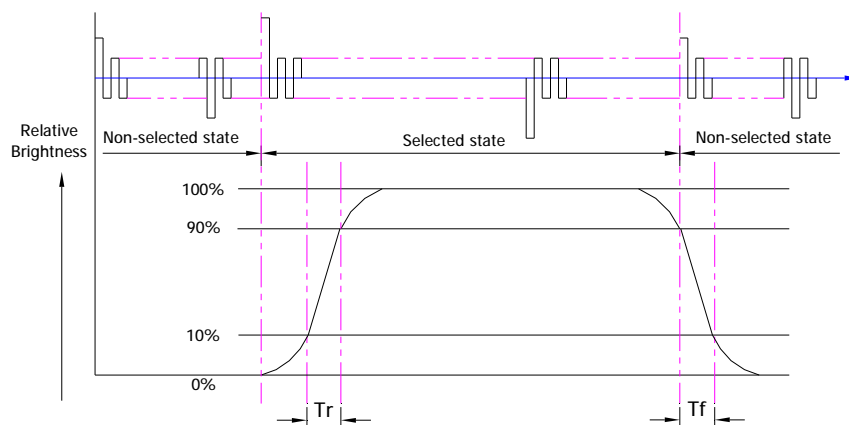 Relative
Brightness
Non-selected state
Selected state
Non-selected state
100%
90%
10%
0%
Tr
Tf